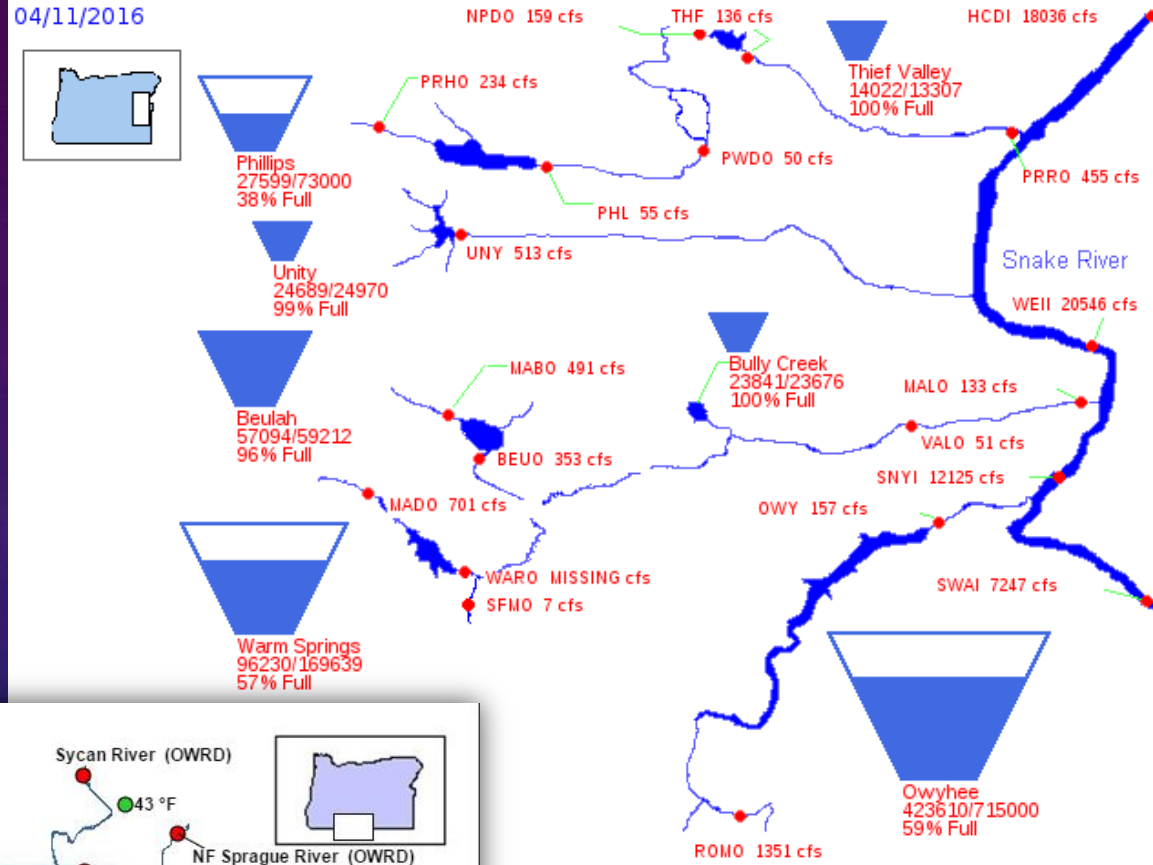 04/11/2016
NPDO 159 cfs
THF 136 cfs
HCDI 18036 cfs
PRHO 234 cfs
Thief Valley
14022/13307
100% Full
Phillips
27599/73000
38% Full
PWDO 50 cfs
PRRO 455 cfs
PHL 55 cfs
UNY 513 cfs
Unity
24689/24970
99% Full
Snake River
WEII 20546 cfs
MABO 491 cfs
Bully Creek
23841/23676
100% Full
MALO 133 cfs
Beulah
57094/59212
96% Full
BEUO 353 cfs
VALO 51 cfs
SNYI 12125 cfs
MADO 701 cfs
OWY 157 cfs
WARO MISSING cfs
SFMO 7 cfs
SWAI 7247 cfs
Warm Springs
96230/169639
57% Full
Owyhee
423610/715000
59% Full
ROMO 1351 cfs
Sycan River (OWRD)
43 °F
NF Sprague River (OWRD)